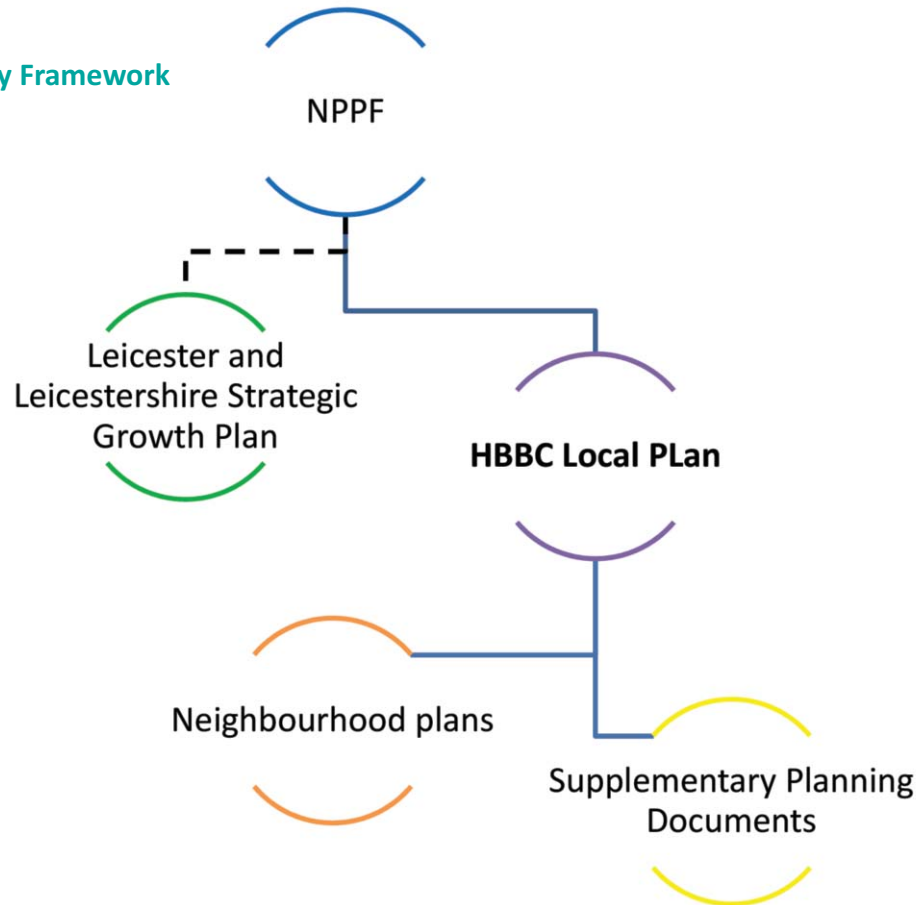 y Framework
NPPF
Leicester and
Leicestershire Strategic
Growth Plan
HBBC Local PLan
Neighbourhood plans
Supplementary Planning
Documents